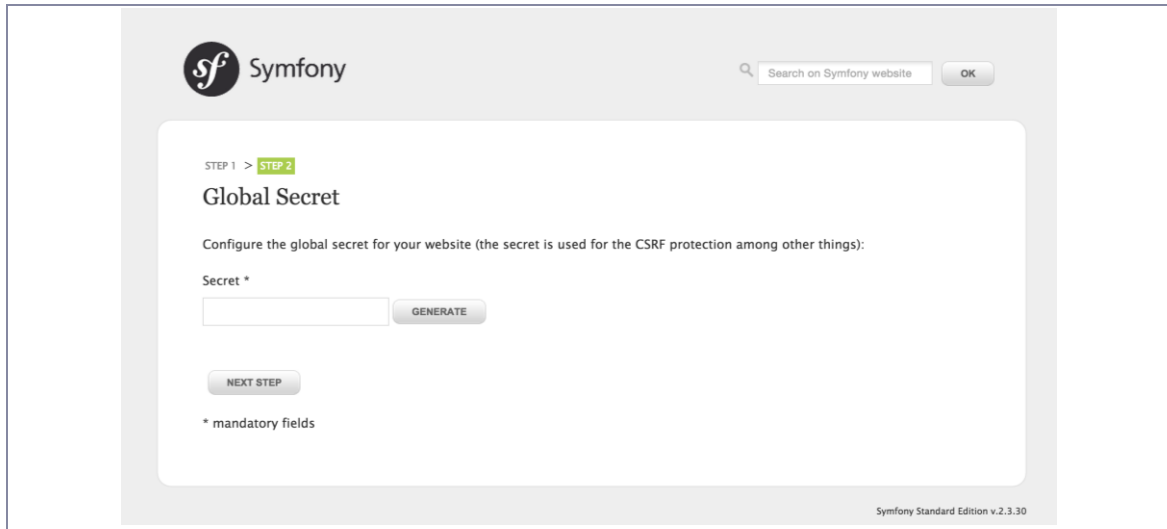 sf Symfony
Search on Symfony website OK
STEP 1 > STEP 2
Global Secret
Configure the global secret for your website (the secret is used for the CSRF protection among other things):
Secret *
GENERATE
NEXT STEP
* mandatory fields
Symfony Standard Edition v.2.3.30